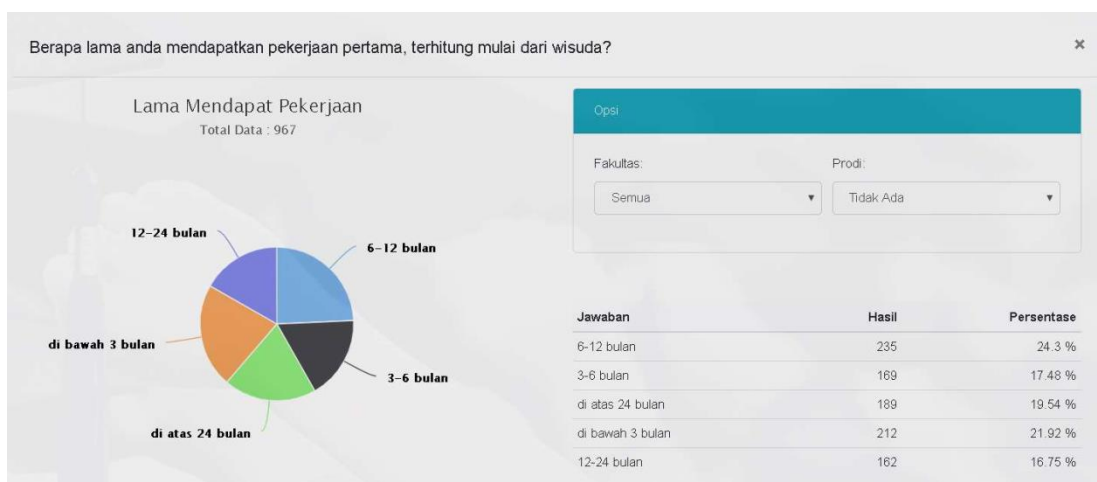 Berapa lama anda mendapatkan pekerjaan pertama, terhitung mulai dari wisuda? ×
Lama Mendapat Pekerjaan
Total Data : 967
12-24 bulan
6-12 bulan
di bawah 3 bulan
3-6 bulan
di atas 24 bulan
Opsi
Fakultas: Prodi:
Semua Tidak Ada
Jawaban Hasil Persentase
6-12 bulan 235 24.3 %
3-6 bulan 169 17.48 %
di atas 24 bulan 189 19.54 %
di bawah 3 bulan 212 21.92 %
12-24 bulan 162 16.75 %